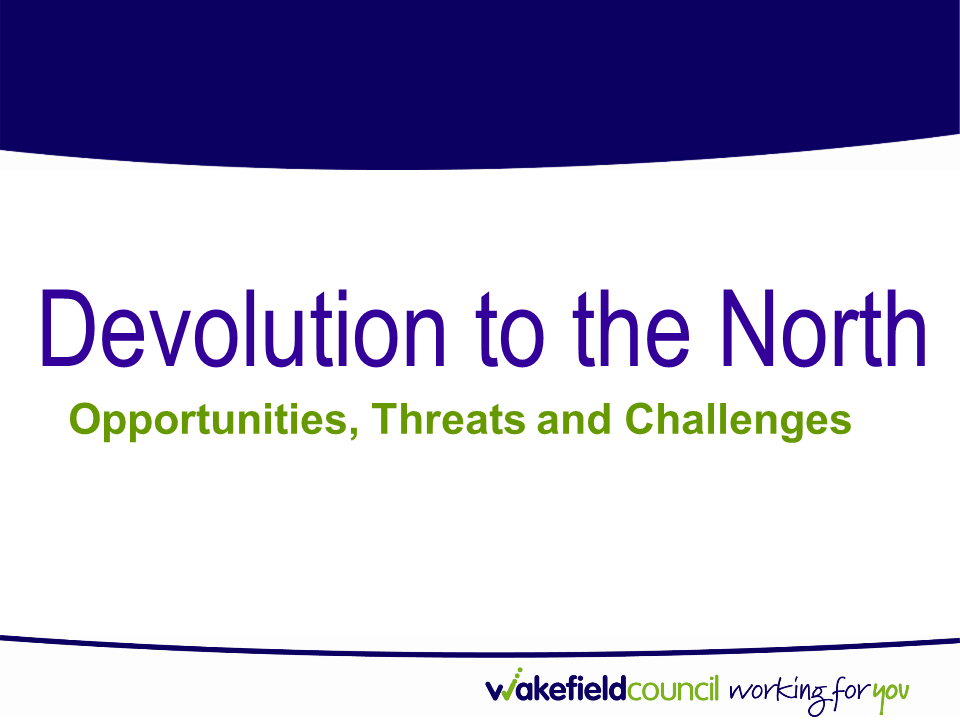 Devolution to the North
Opportunities, Threats and Challenges
wakefieldcouncil working for you